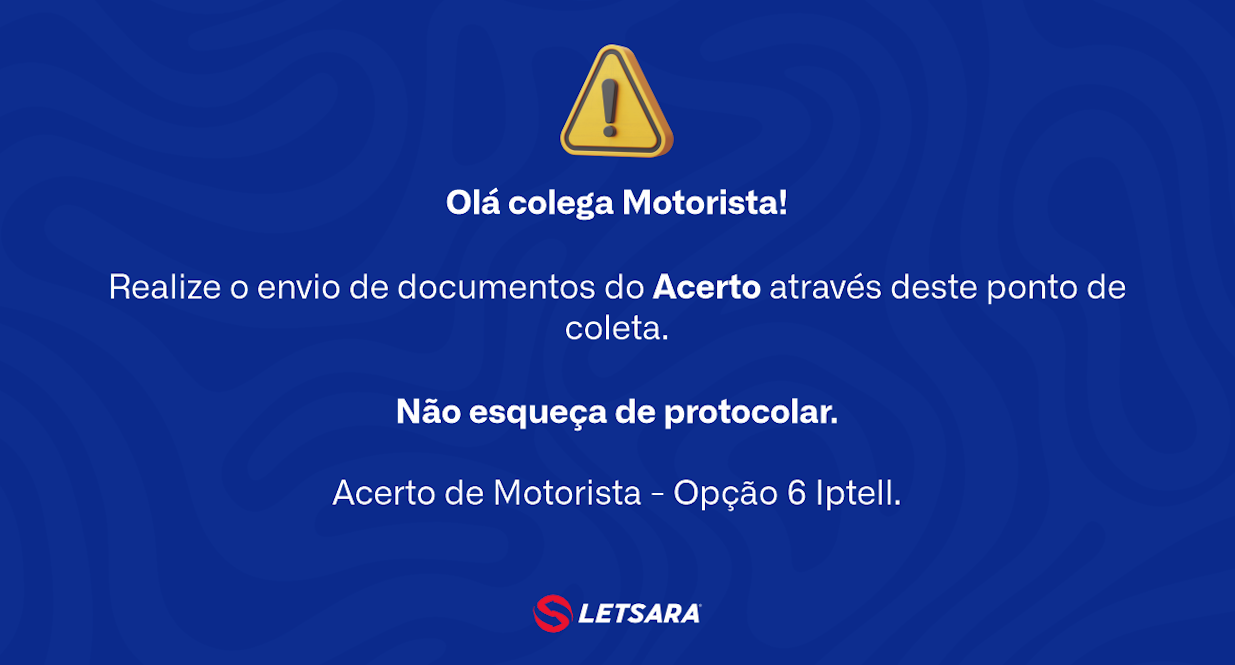 Olá colega Motorista!
Realize o envio de documentos do Acerto através deste ponto de
coleta.
Não esqueça de protocolar.
Acerto de Motorista - Opção 6 Iptell.
LETSARA